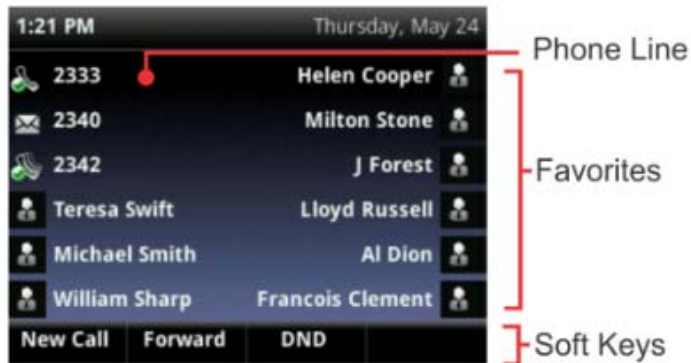 1:21 PM Thursday, May 24
Phone Line
2333 Helen Cooper
2340 Milton Stone
2342 J Forest
Favorites
Teresa Swift Lloyd Russell
Michael Smith Al Dion
William Sharp Francois Clement
New Call Forward DND
Soft Keys